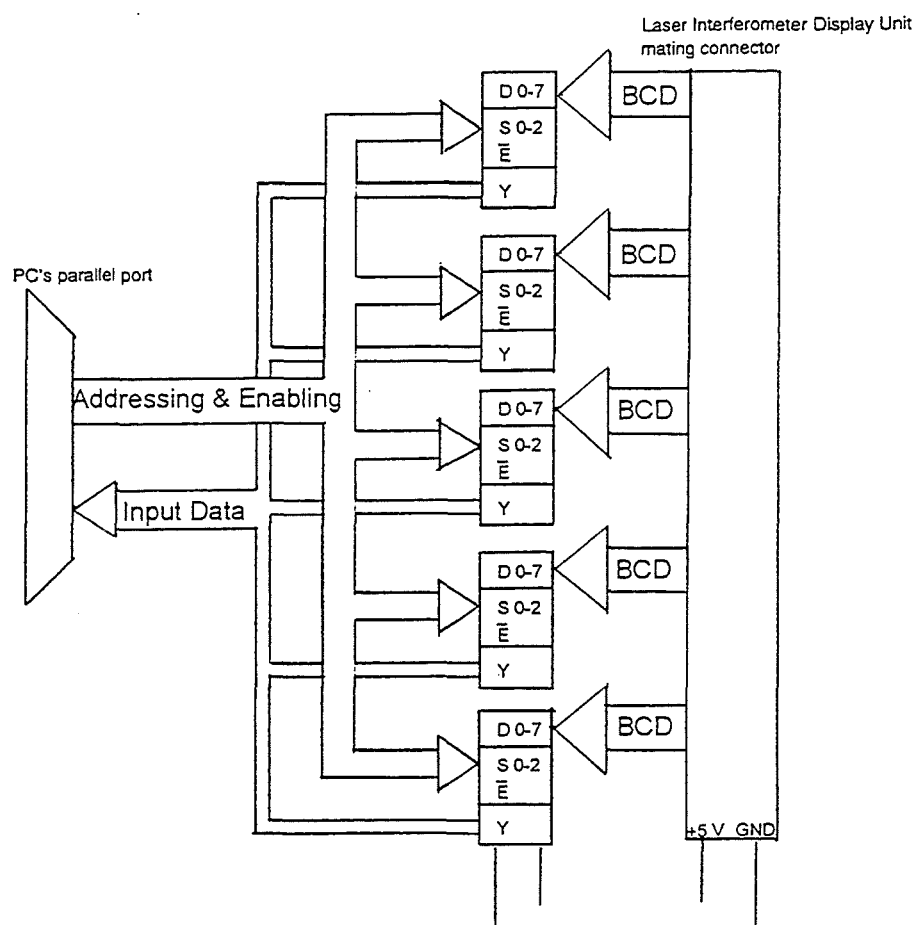 Laser Interferometer Display Unit
mating connector
D 0-7
BCD
S 0-2
E̅
Y
D 0-7
BCD
S 0-2
E̅
Y
PC's parallel port
D 0-7
BCD
Addressing & Enabling
S 0-2
E̅
Y
Input Data
D 0-7
BCD
S 0-2
E̅
Y
D 0-7
BCD
S 0-2
E̅
Y
+5 V GND